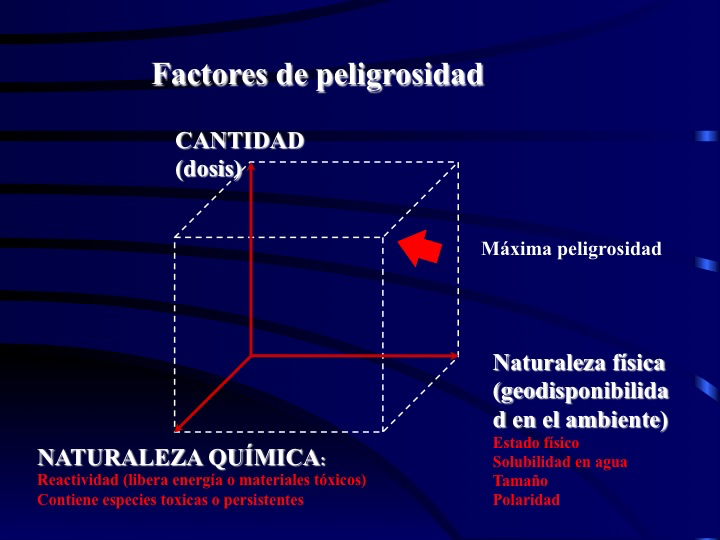 Factores de peligrosidad
CANTIDAD
(dosis)
Máxima peligrosidad
Naturaleza física
(geodisponibilida
d en el ambiente)
Estado físico
Solubilidad en agua
Tamaño
Polaridad
NATURALEZA QUÍMICA:
Reactividad (libera energía o materiales tóxicos)
Contiene especies toxicas o persistentes